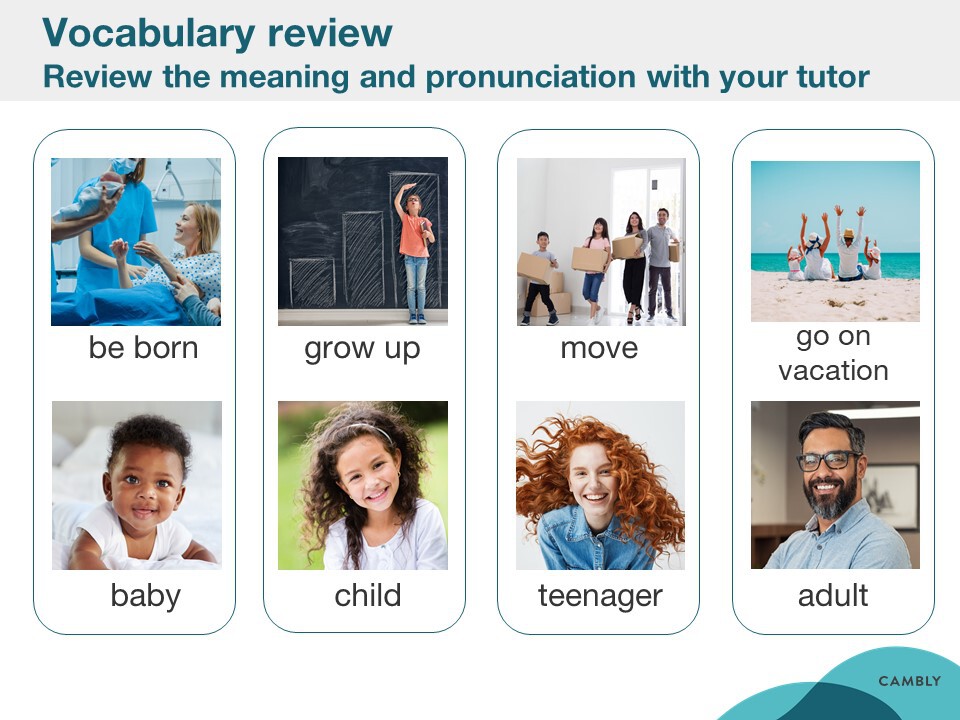 Vocabulary review
Review the meaning and pronunciation with your tutor
be born
grow up
move
go on
vacation
baby
child
teenager
adult
CAMBLY